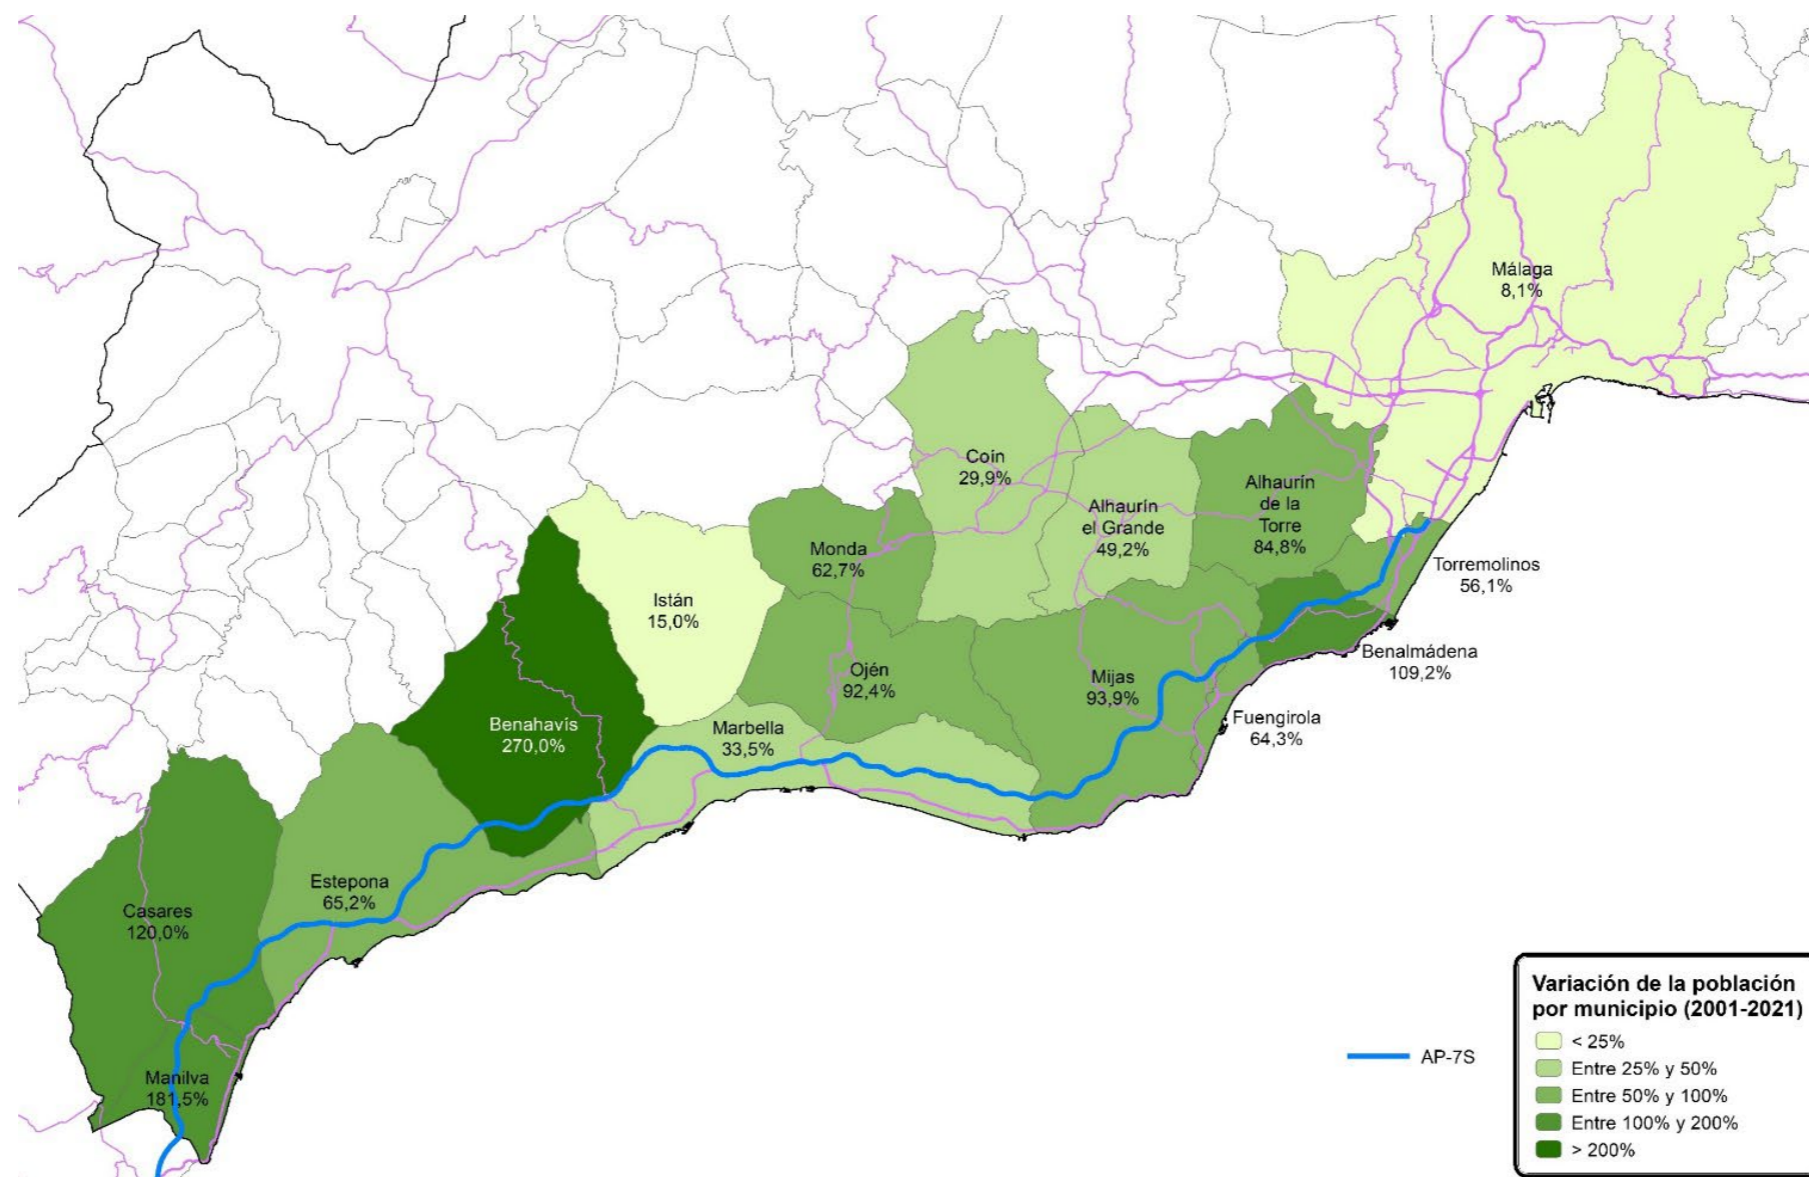 Málaga
8,1%
Coín
29,9%
Alhaurín
el Grande
49,2%
Alhaurín
de la
Torre
84,8%
Monda
62,7%
Torremolinos
56,1%
Istán
15,0%
Benalmádena
109,2%
Ojén
92,4%
Mijas
93,9%
Fuengirola
64,3%
Benahavís
270,0%
Marbella
33,5%
Estepona
65,2%
Casares
120,0%
Manilva
181,5%
AP-7S
Variación de la población
por municipio (2001-2021)
< 25%
Entre 25% y 50%
Entre 50% y 100%
Entre 100% y 200%
> 200%